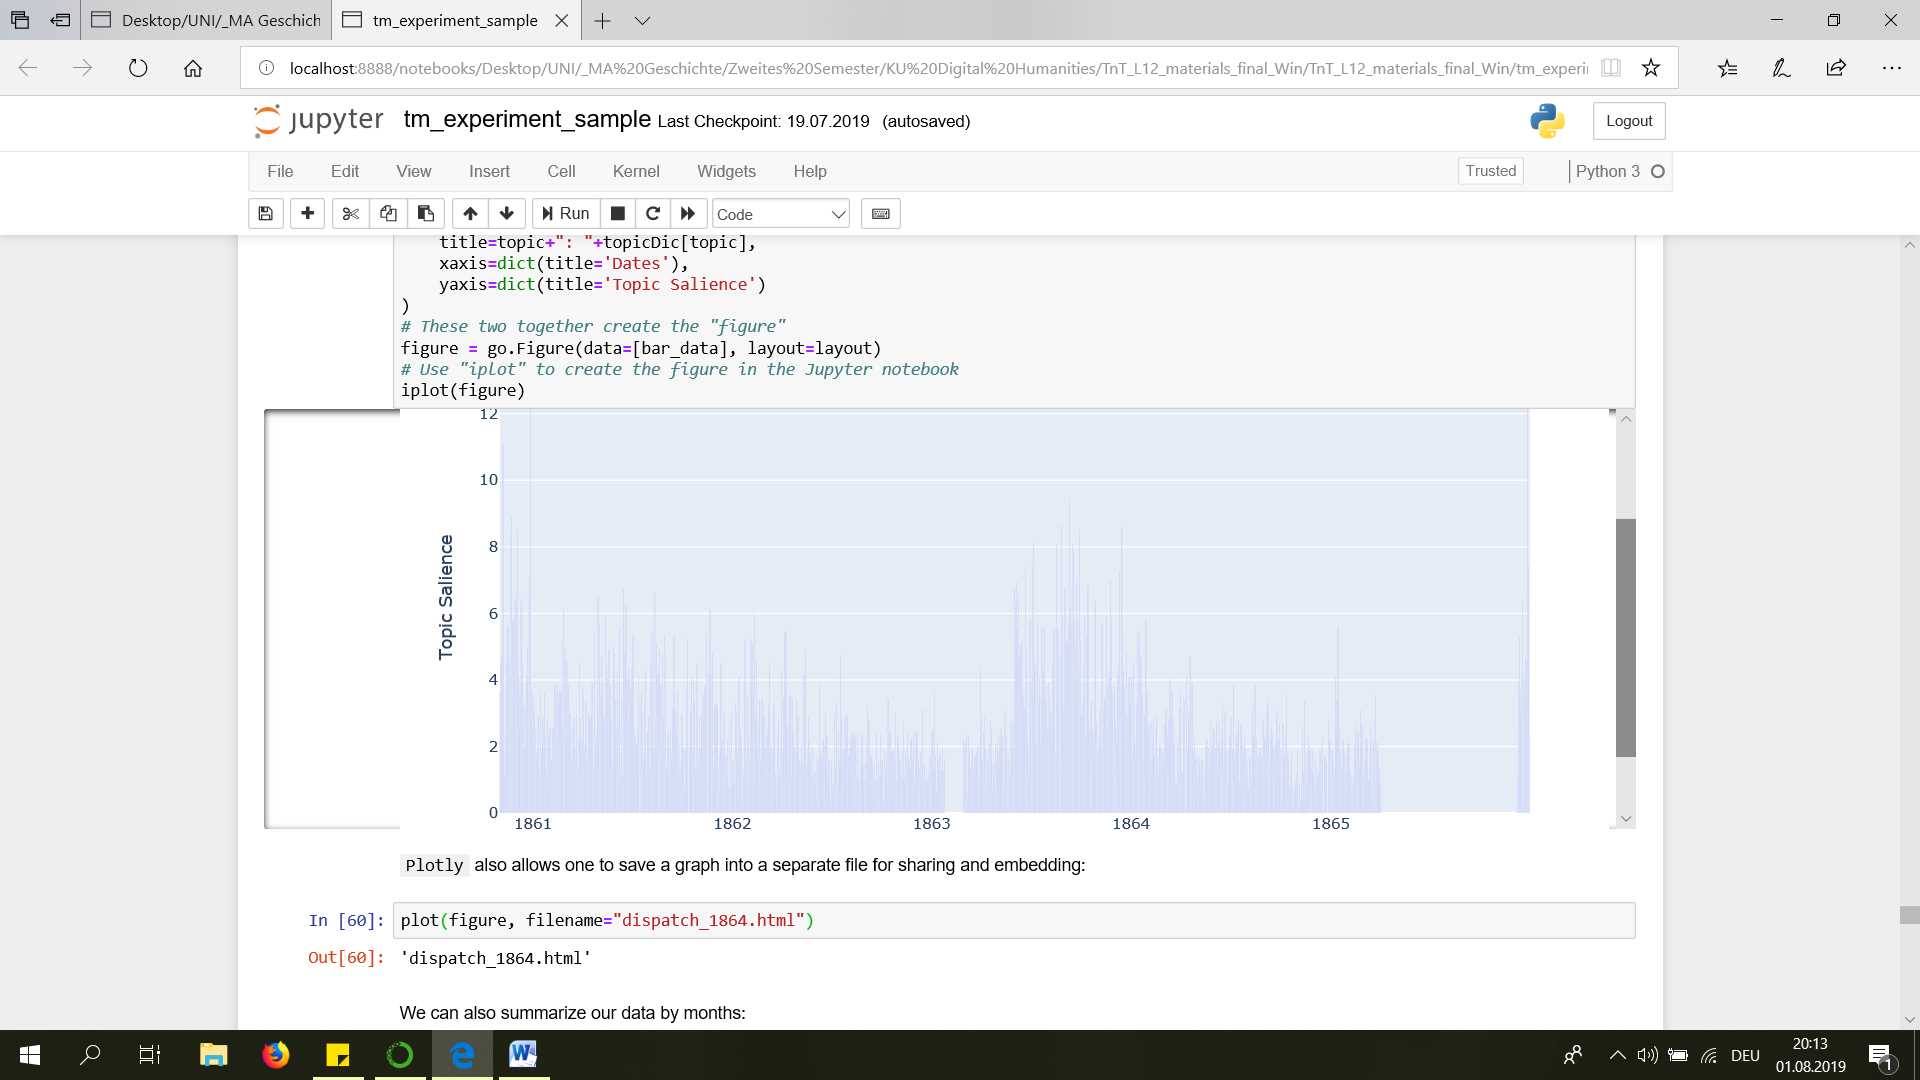 Desktop/UNI/_MA Geschich
tm_experiment_sample
localhost:8888/notebooks/Desktop/UNI/_MA%20Geschichte/Zweites%20Semester/KU%20Digital%20Humanities/TnT_L12_materials_final_Win/TnT_L12_materials_final_Win/tm_experi
jupyter tm_experiment_sample Last Checkpoint: 19.07.2019 (autosaved)
Logout
File Edit View Insert Cell Kernel Widgets Help
Trusted
Python 3
Run
Code
title=topic+": "+topicDic[topic],
xaxis=dict(title='Dates'),
yaxis=dict(title='Topic Salience')
)
# These two together create the "figure"
figure = go.Figure(data=[bar_data], layout=layout)
# Use "iplot" to create the figure in the Jupyter notebook
iplot(figure)
12
10
8
6
4
2
0
Topic Salience
1861 1862 1863 1864 1865
Plotly also allows one to save a graph into a separate file for sharing and embedding:
In [60]: plot(figure, filename="dispatch_1864.html")
Out[60]: 'dispatch_1864.html'
We can also summarize our data by months:
DEU
20:13
01.08.2019
1